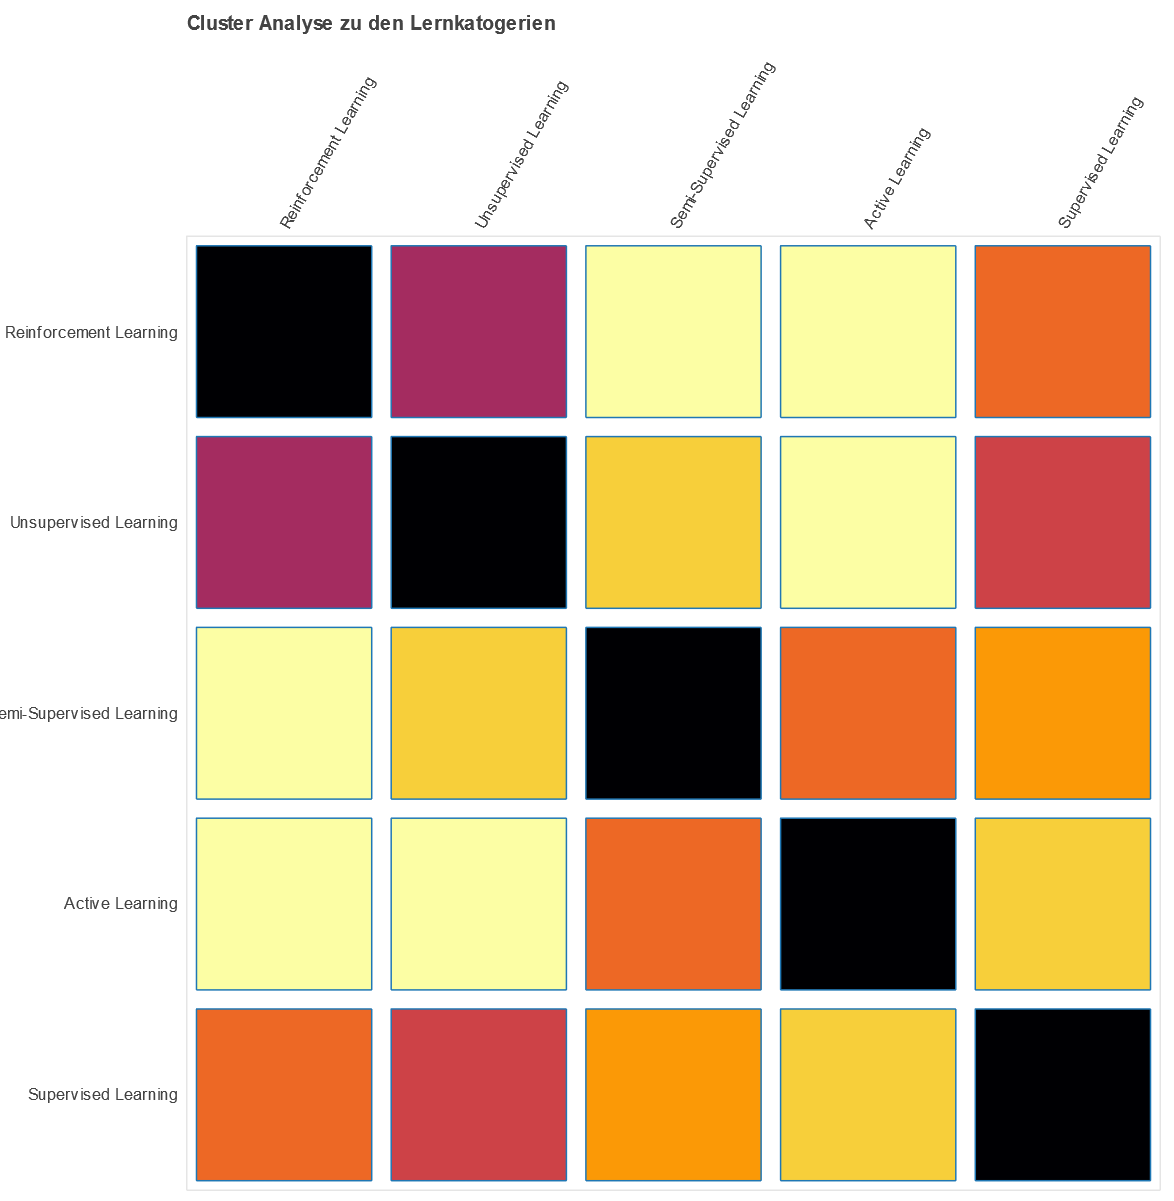 Cluster Analyse zu den Lernkatogerien
Reinforcement Learning
Unsupervised Learning
Semi-Supervised Learning
Active Learning
Supervised Learning
Reinforcement Learning
Unsupervised Learning
emi-Supervised Learning
Active Learning
Supervised Learning